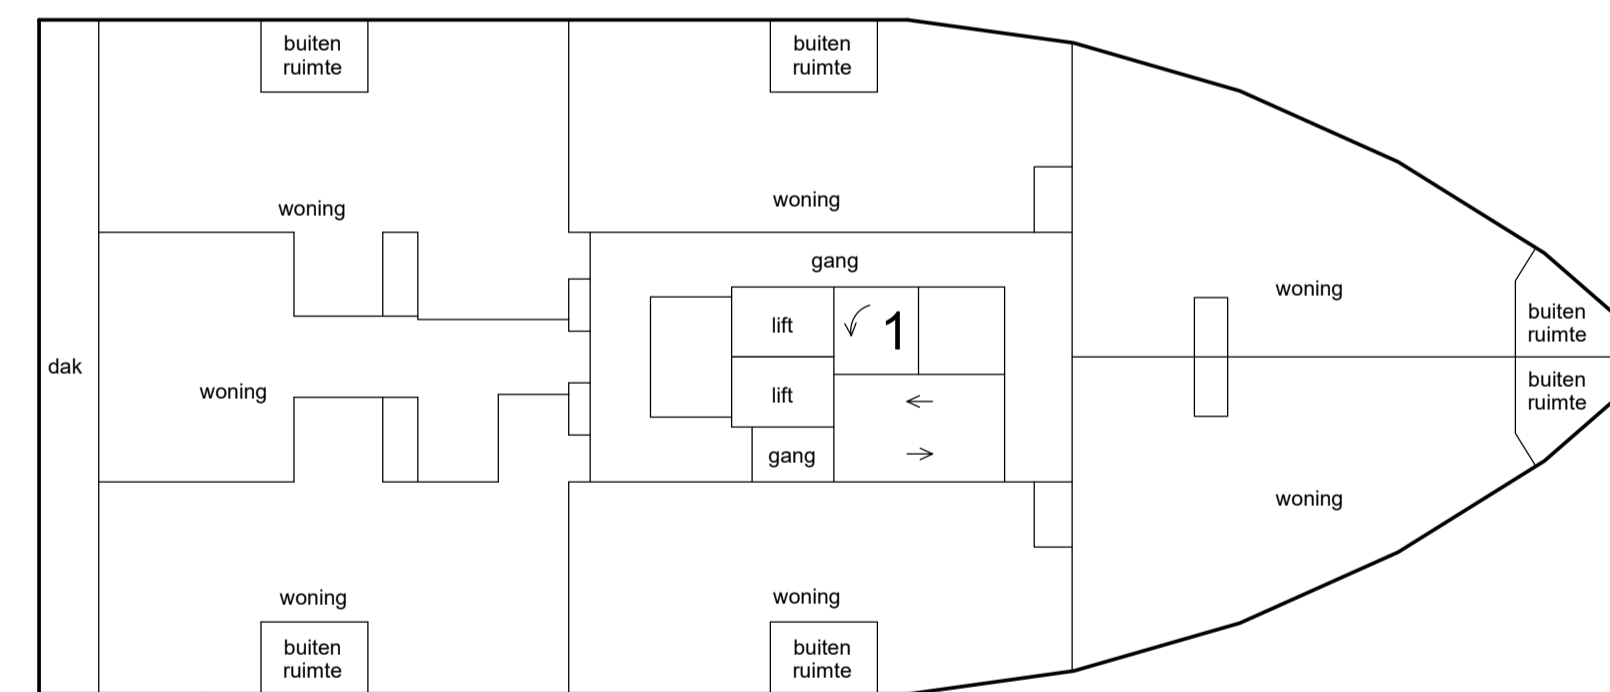 buiten
ruimte
buiten
ruimte
woning
woning
gang
woning
lift
1
buiten
ruimte
dak
woning
lift
buiten
ruimte
gang
woning
woning
woning
buiten
ruimte
buiten
ruimte